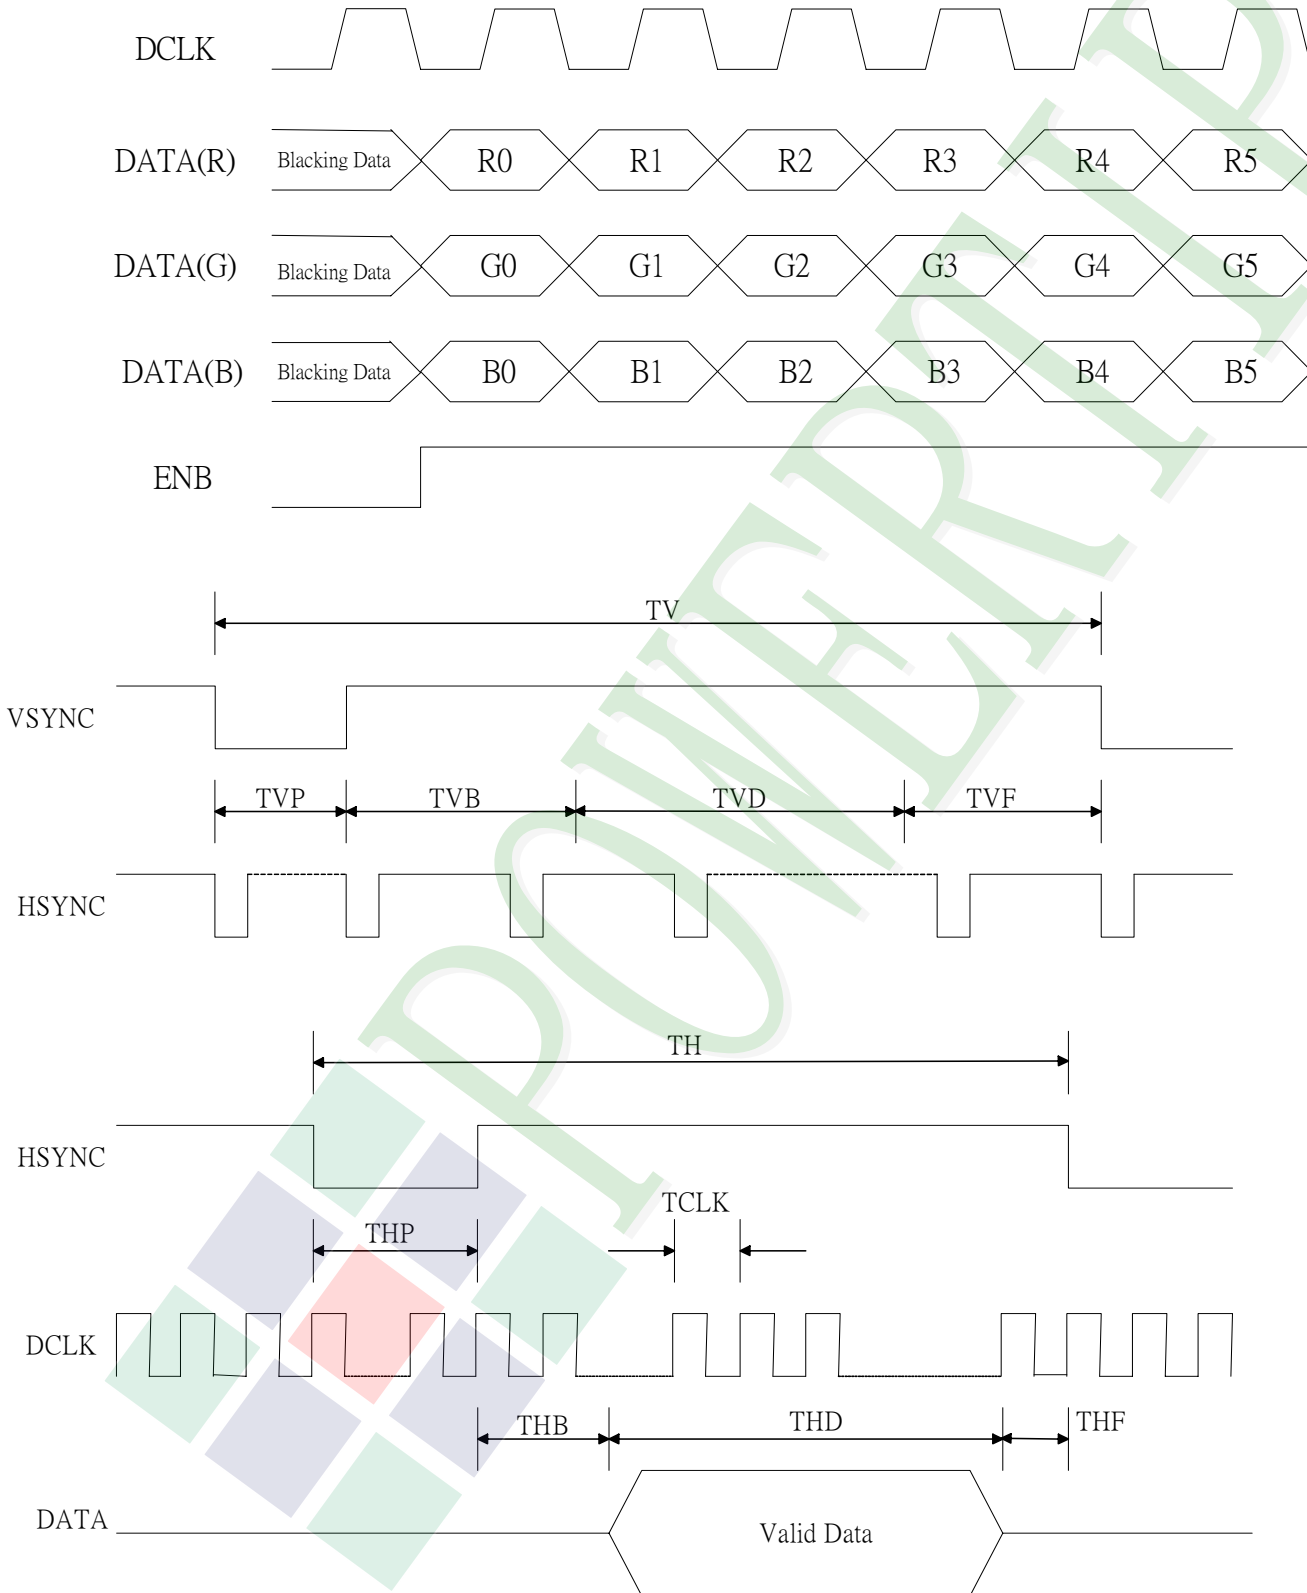 DCLK
DATA(R) Blacking Data R0 R1 R2 R3 R4 R5
DATA(G) Blacking Data G0 G1 G2 G3 G4 G5
DATA(B) Blacking Data B0 B1 B2 B3 B4 B5
ENB
TV
VSYNC
TVP TVB TVD TVF
HSYNC
TH
HSYNC
TCLK
THP
DCLK
THB THD THF
DATA
Valid Data
POWERTIP